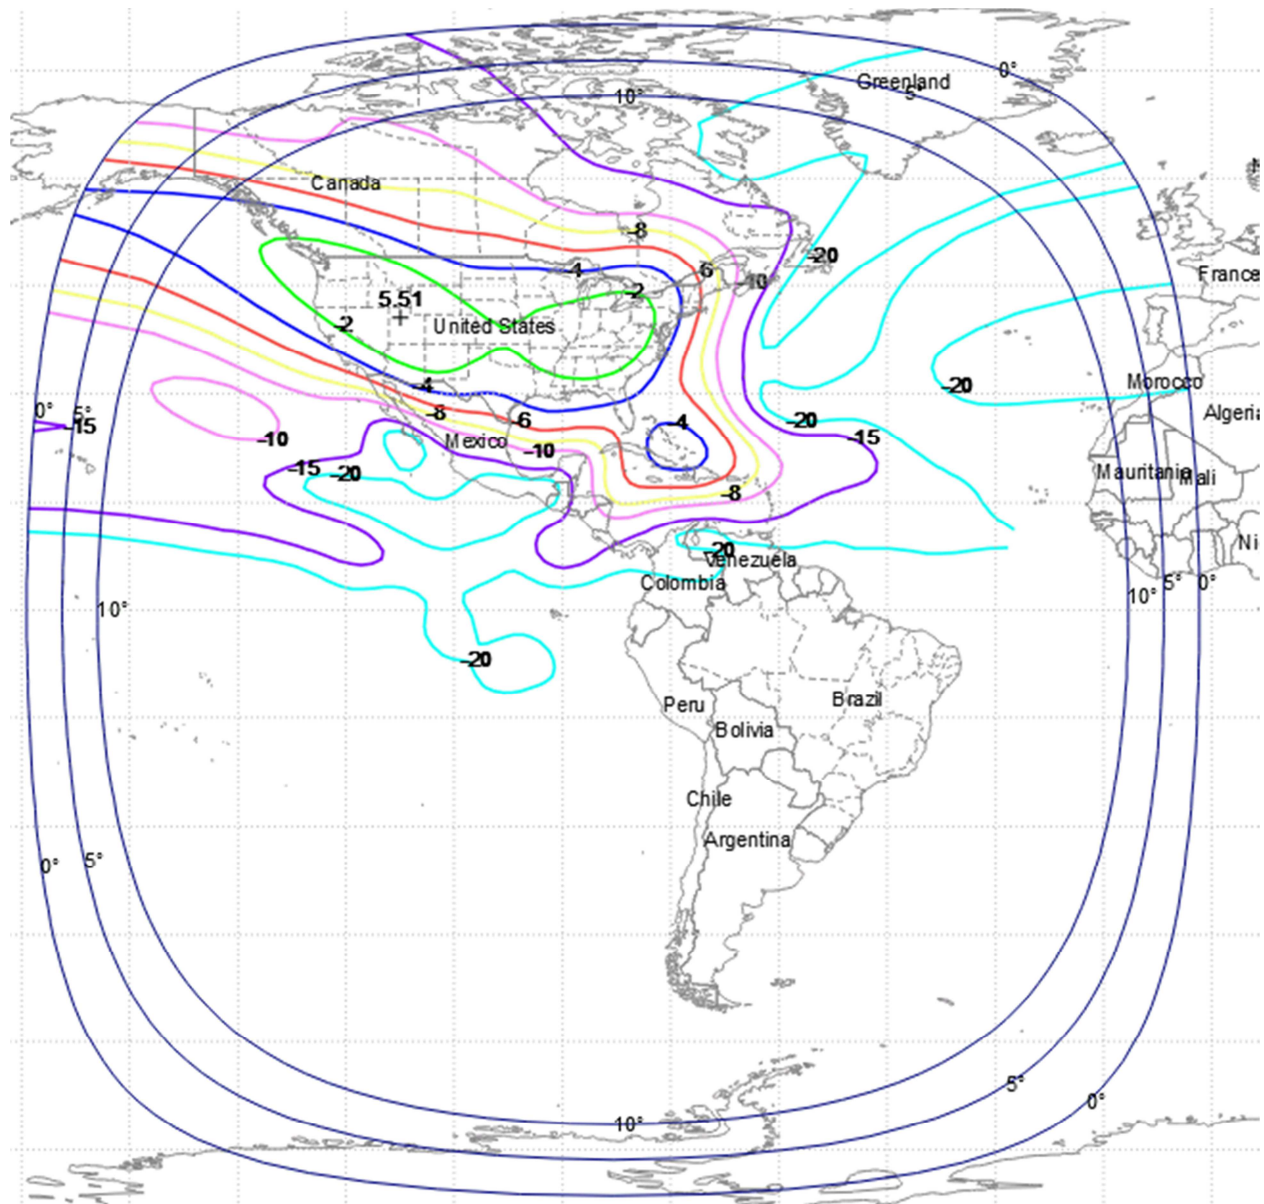 0°
Greenland
5°
10°
Canada
-8
-20
-4
6
-10
France
-2
5.51
-2
United States
-4
-20
Morocco
0°
5°
-15
-8
-6
-20
-4
Algeria
-10
Mexico
-10
-15
-15
-20
Mauritania
Mali
-8
Ni
-20
Venezuela
Colombia
10°
5°
0°
10°
-20
Peru
Brazil
Bolivia
Chile
Argentina
0°
5°
5°
0°
10°